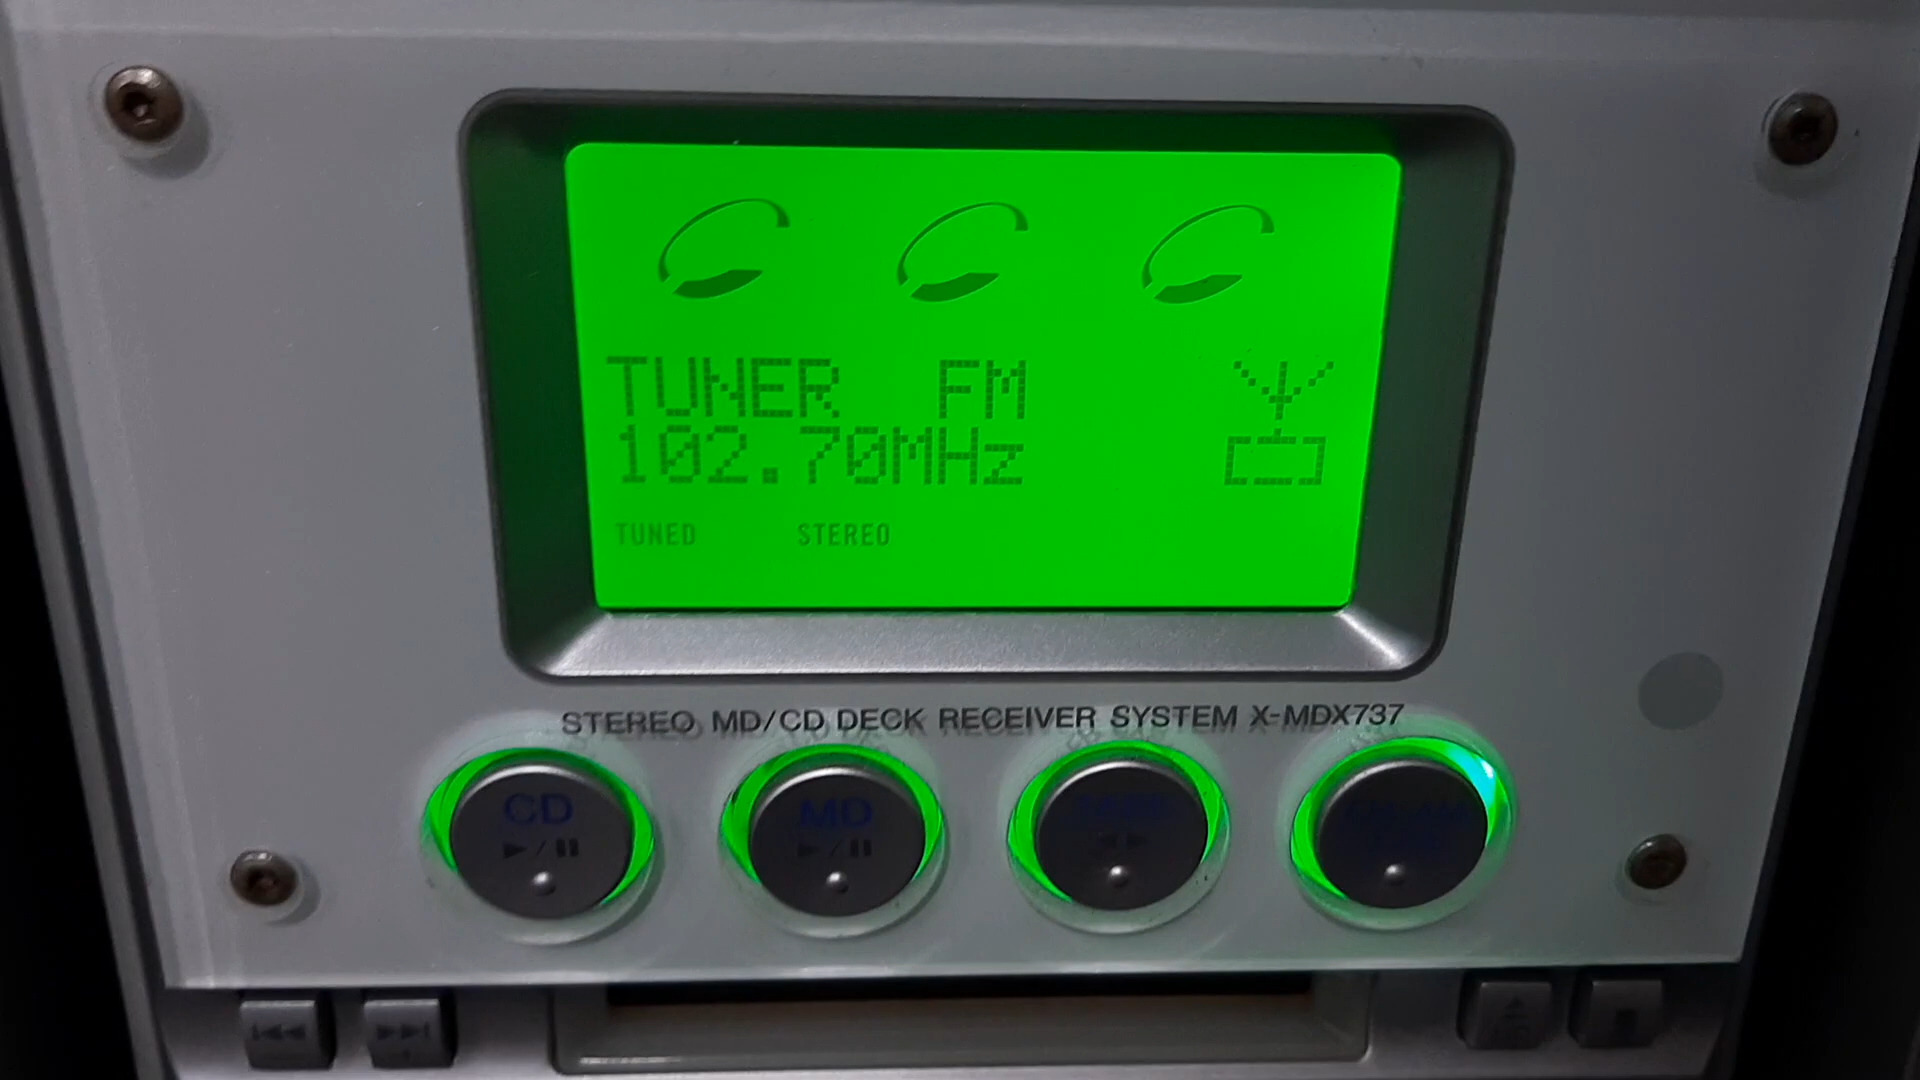 TUNER FM
102.70MHz
TUNED STEREO
STEREO MD/CD DECK RECEIVER SYSTEM X-MDX737
CD MD